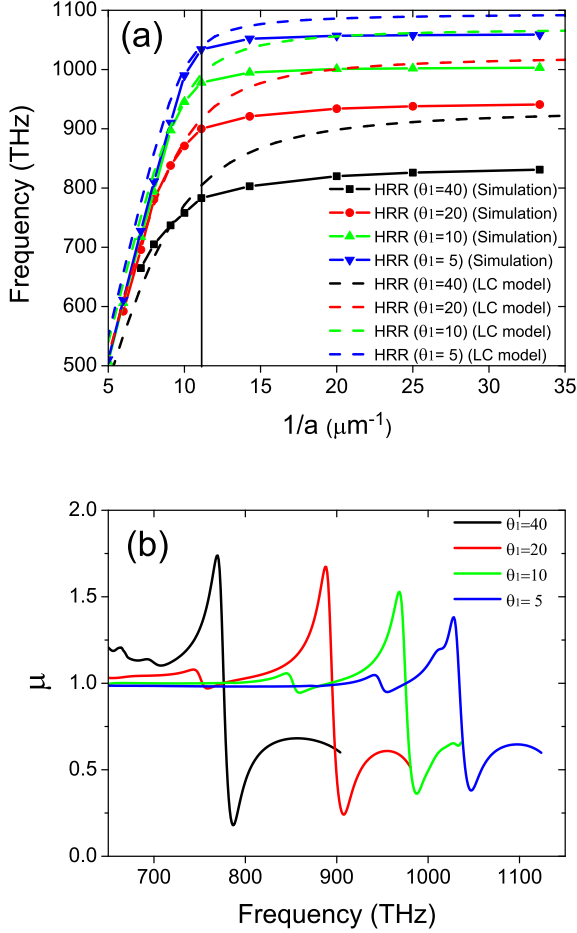 (a)
1100
1000
900
800
700
600
500
Frequency (THz)
HRR (θ1=40) (Simulation)
HRR (θ1=20) (Simulation)
HRR (θ1=10) (Simulation)
HRR (θ1= 5) (Simulation)
HRR (θ1=40) (LC model)
HRR (θ1=20) (LC model)
HRR (θ1=10) (LC model)
HRR (θ1= 5) (LC model)
5 10 15 20 25 30 35
1/a (μm⁻¹)
(b)
2.0
1.5
1.0
0.5
0.0
μ
θ1=40
θ1=20
θ1=10
θ1= 5
700 800 900 1000 1100
Frequency (THz)